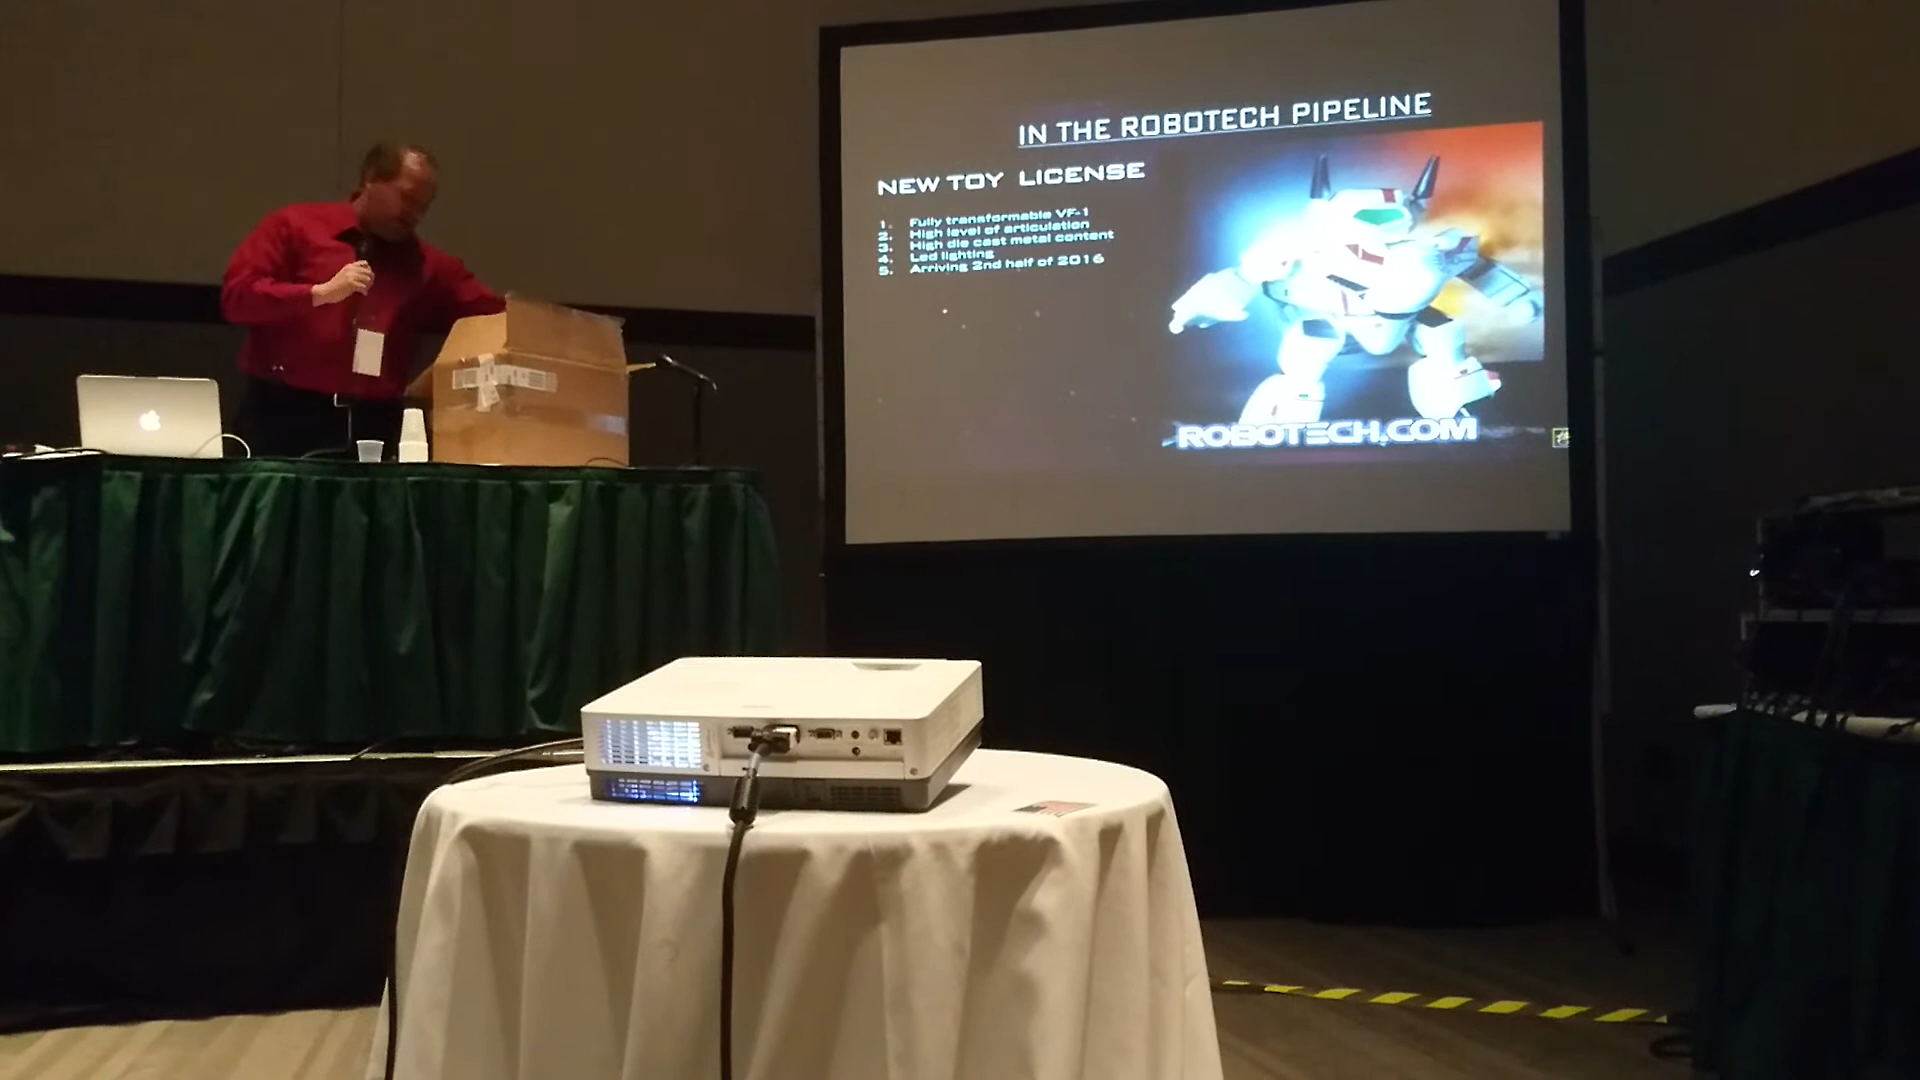 IN THE ROBOTECH PIPELINE
NEW TOY LICENSE
1. Fully transformable VF-1
2. High level of articulation
3. High die cast metal content
4. Led lighting
5. Arriving 2nd half of 2016
ROBOTECH.COM